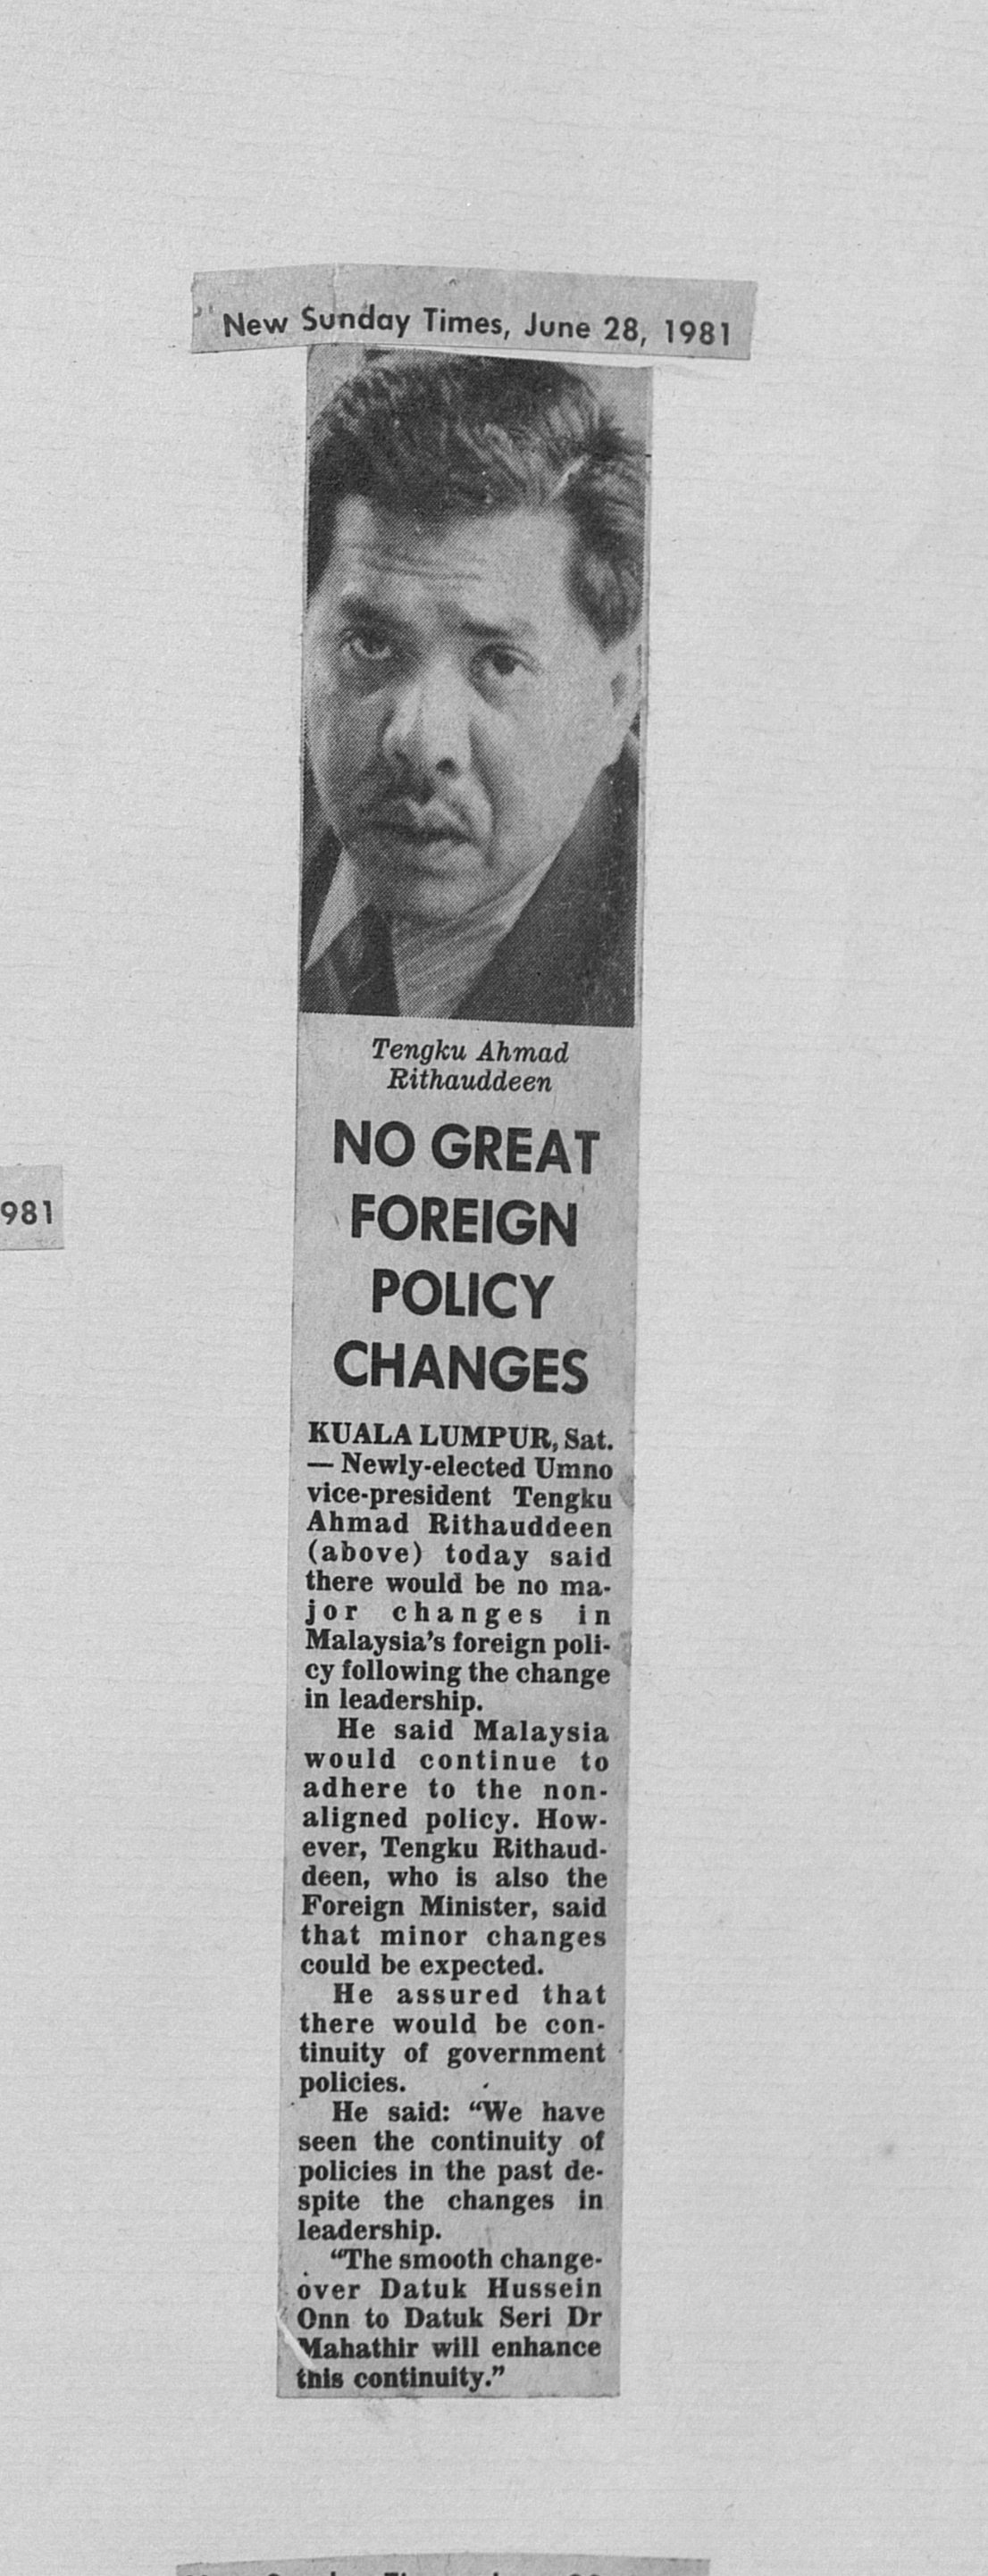 New Sunday Times, June 28, 1981
Tengku Ahmad
Rithauddeen
NO GREAT
FOREIGN
POLICY
CHANGES
981
KUALA LUMPUR, Sat.
— Newly-elected Umno
vice-president Tengku
Ahmad Rithauddeen
(above) today said
there would be no ma-
jor changes in
Malaysia's foreign poli-
cy following the change
in leadership.
He said Malaysia
would continue to
adhere to the non-
aligned policy. How-
ever, Tengku Rithaud-
deen, who is also the
Foreign Minister, said
that minor changes
could be expected.
He assured that
there would be con-
tinuity of government
policies.
He said: "We have
seen the continuity of
policies in the past de-
spite the changes in
leadership.
"The smooth change-
over Datuk Hussein
Onn to Datuk Seri Dr
Mahathir will enhance
this continuity."